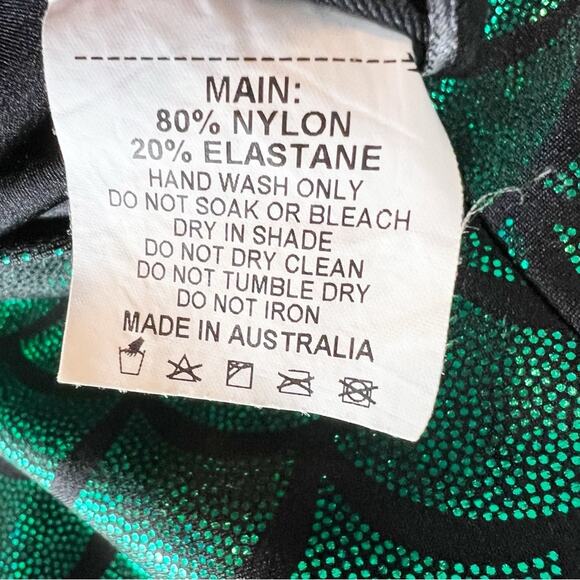 MAIN:
80% NYLON
20% ELASTANE
HAND WASH ONLY
DO NOT SOAK OR BLEACH
DRY IN SHADE
DO NOT DRY CLEAN
DO NOT TUMBLE DRY
DO NOT IRON
MADE IN AUSTRALIA